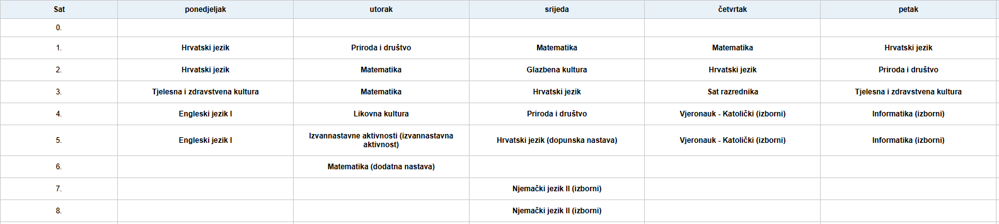 Sat ponedjeljak utorak srijeda četvrtak petak
0.
1. Hrvatski jezik Priroda i društvo Matematika Matematika Hrvatski jezik
2. Hrvatski jezik Matematika Glazbena kultura Hrvatski jezik Priroda i društvo
3. Tjelesna i zdravstvena kultura Matematika Hrvatski jezik Sat razrednika Tjelesna i zdravstvena kultura
4. Engleski jezik I Likovna kultura Priroda i društvo Vjeronauk - Katolički (izborni) Informatika (izborni)
5. Engleski jezik I Izvannastavne aktivnosti (izvannastavna aktivnost) Hrvatski jezik (dopunska nastava) Vjeronauk - Katolički (izborni) Informatika (izborni)
6. Matematika (dodatna nastava)
7. Njemački jezik II (izborni)
8. Njemački jezik II (izborni)